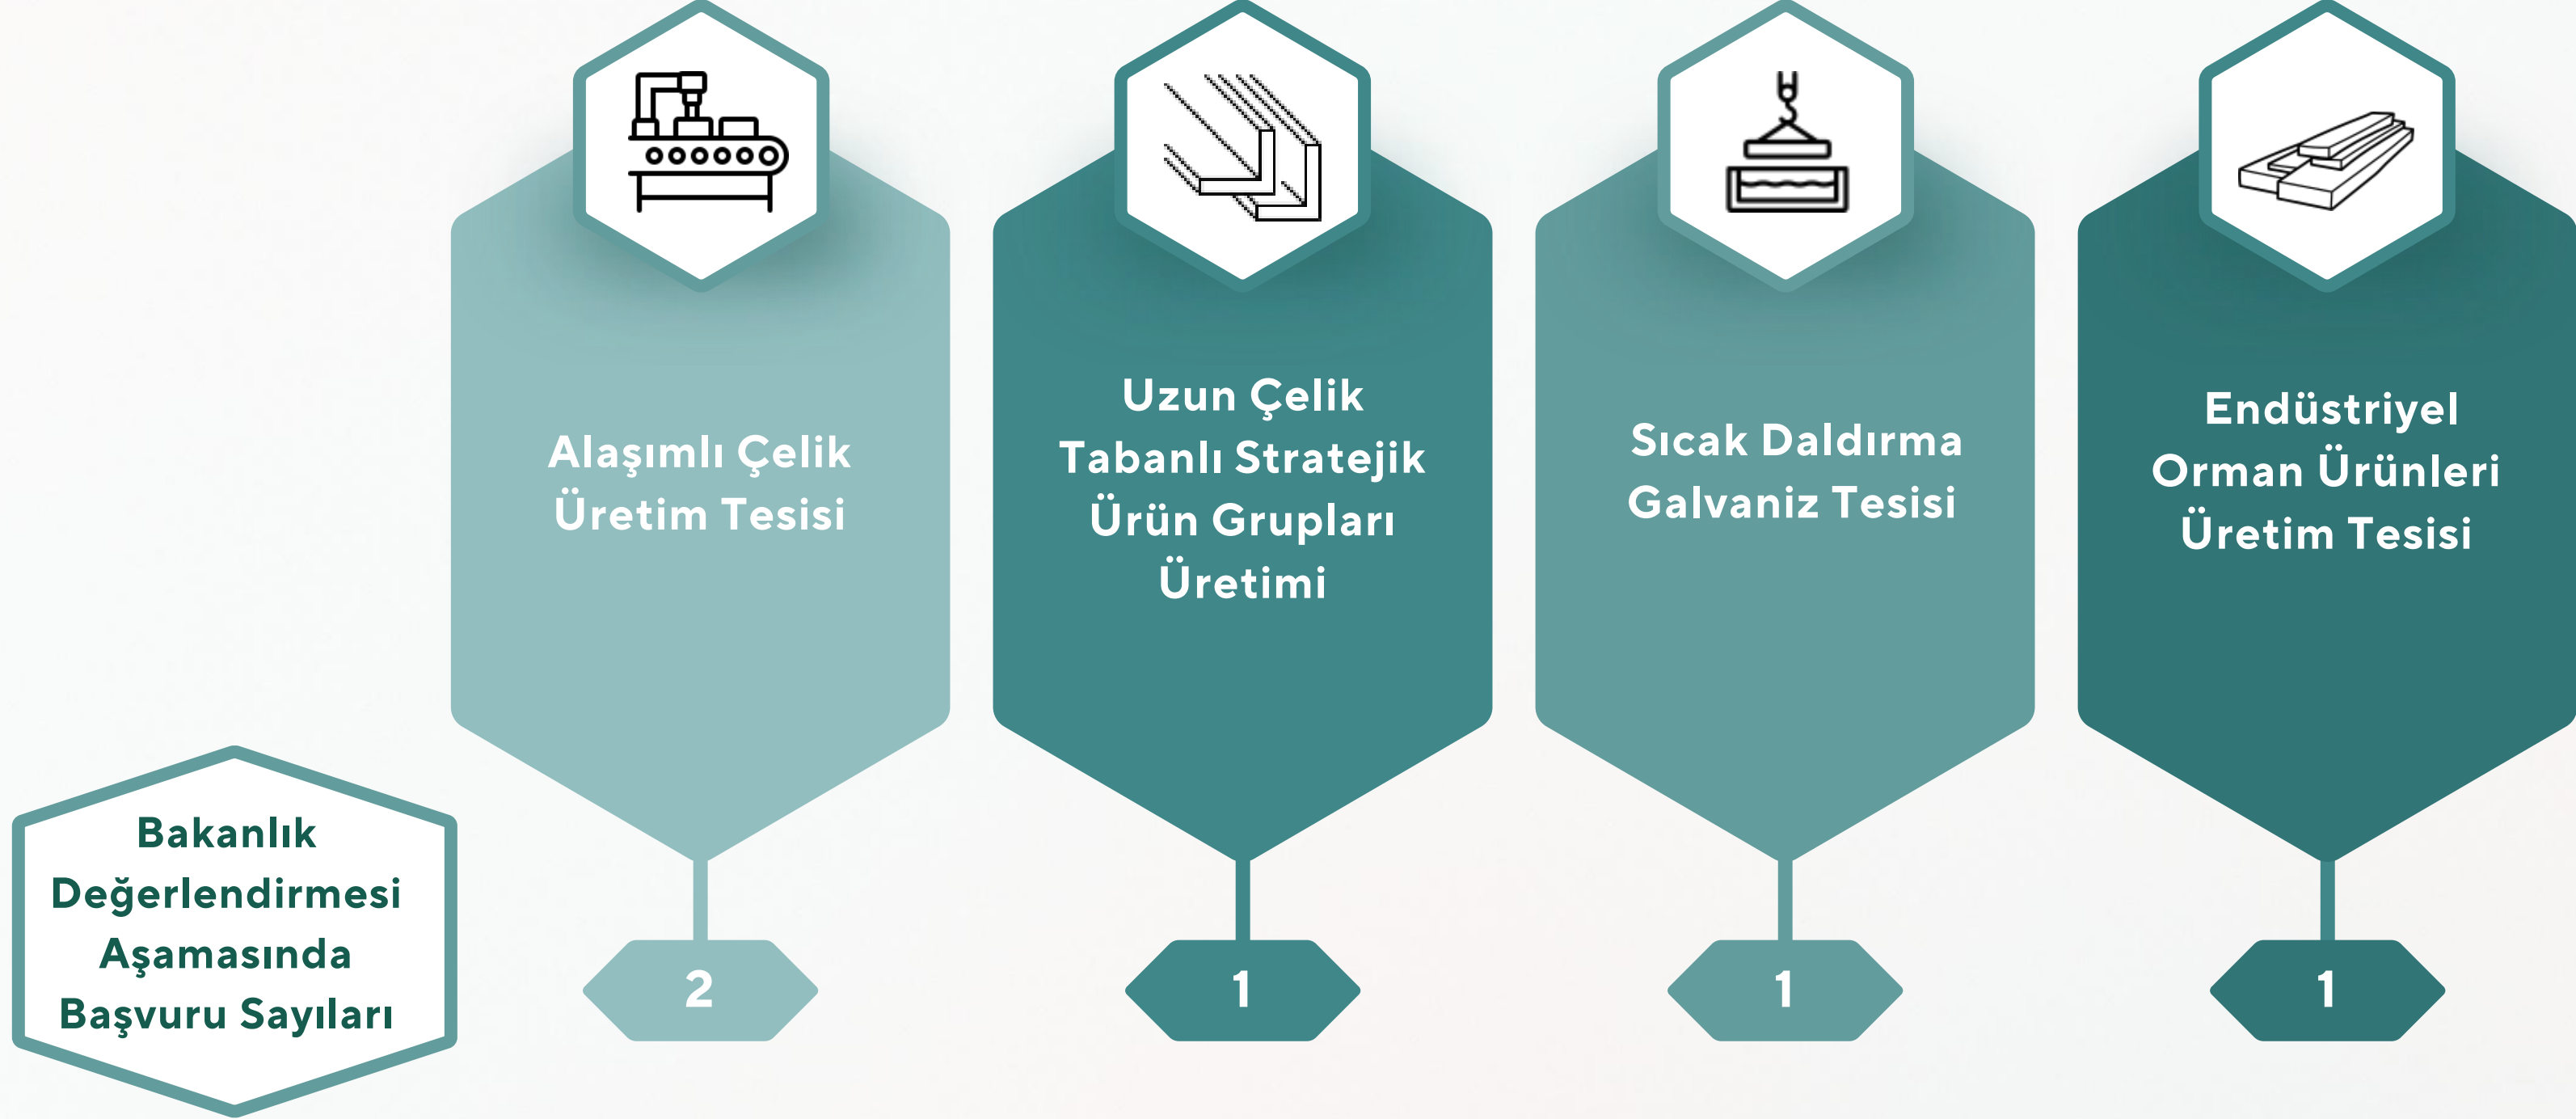 Alaşımlı Çelik
Üretim Tesisi
Uzun Çelik
Tabanlı Stratejik
Ürün Grupları
Üretimi
Sıcak Daldırma
Galvaniz Tesisi
Endüstriyel
Orman Ürünleri
Üretim Tesisi
Bakanlık
Değerlendirmesi
Aşamasında
Başvuru Sayıları
2
1
1
1